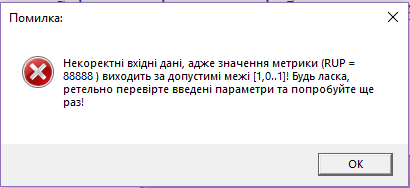 Помилка:
Некоректні вхідні дані, адже значення метрики (RUP =
88888 ) виходить за допустимі межі [1,0..1]! Будь ласка,
ретельно перевірте введені параметри та попробуйте ще
раз!
OK